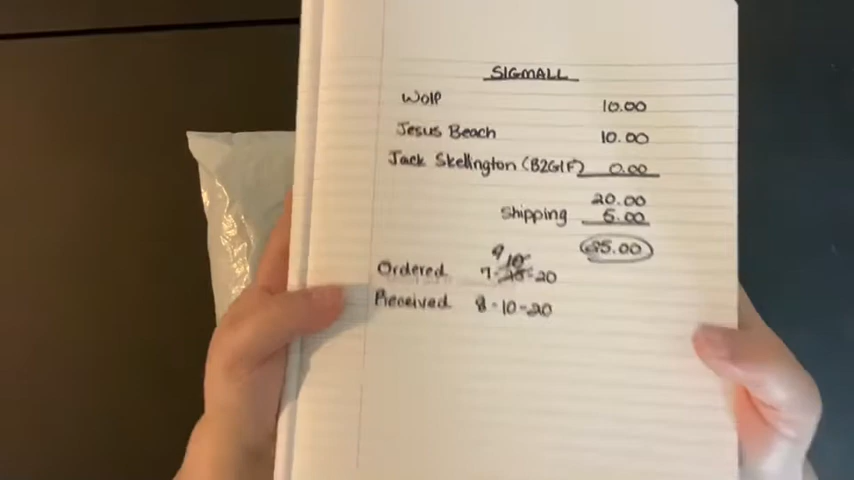 SIGMALL
Wolf 10.00
Jesus Beach 10.00
Jack Skellington (B2G1F) 0.00
20.00
Shipping 5.00
25.00
Ordered 7- -20
Received 8-10-20